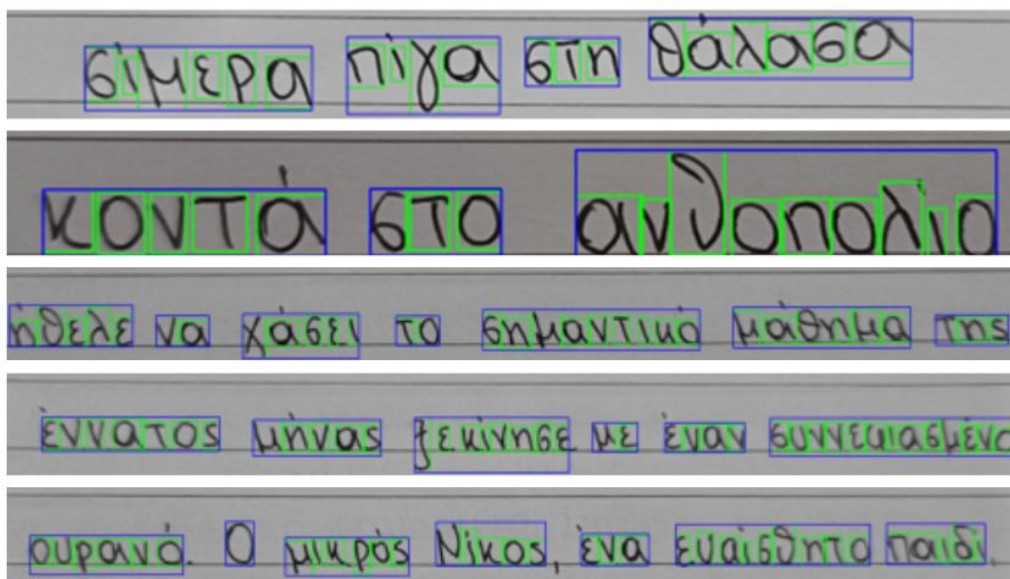 σίμερα πίγα στη θάλασα
κοντά στο ανθοπολιο
ήθελε να χάσει το σημαντικό μάθημα της
έννατος μήνας ξεκίνησε με έναν συννεφιασμένο
ουρανό. Ο μικρός Νίκος, ένα ευαίσθητο παιδί.